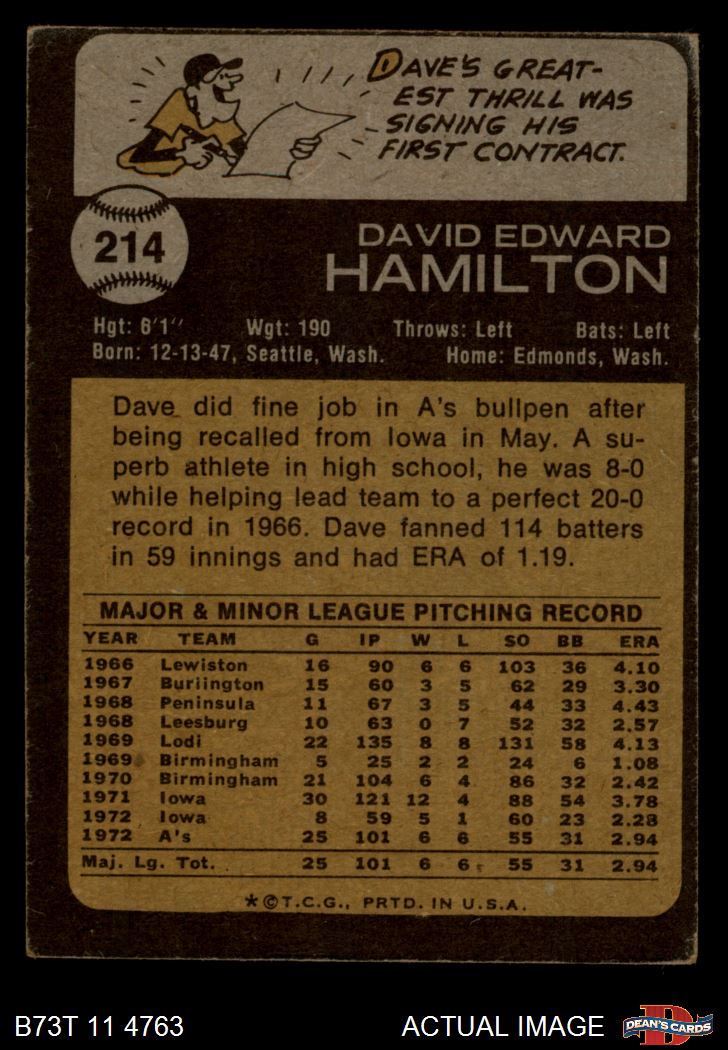 DAVE'S GREAT-
EST THRILL WAS
SIGNING HIS
FIRST CONTRACT.
214
DAVID EDWARD
HAMILTON
Hgt: 6'1" Wgt: 190 Throws: Left Bats: Left
Born: 12-13-47, Seattle, Wash. Home: Edmonds, Wash.
Dave did fine job in A's bullpen after
being recalled from Iowa in May. A su-
perb athlete in high school, he was 8-0
while helping lead team to a perfect 20-0
record in 1966. Dave fanned 114 batters
in 59 innings and had ERA of 1.19.
MAJOR & MINOR LEAGUE PITCHING RECORD
YEAR TEAM G IP W L SO BB ERA
1966 Lewiston 16 90 6 6 103 36 4.10
1967 Burlington 15 60 3 5 62 29 3.30
1968 Peninsula 11 67 3 5 44 33 4.43
1968 Leesburg 10 63 0 7 52 32 2.57
1969 Lodi 22 135 8 8 131 58 4.13
1969 Birmingham 5 25 2 2 24 6 1.08
1970 Birmingham 21 104 6 4 86 32 2.42
1971 Iowa 30 121 12 4 88 54 3.78
1972 Iowa 8 59 5 1 60 23 2.28
1972 A's 25 101 6 6 55 31 2.94
Maj. Lg. Tot. 25 101 6 6 55 31 2.94
*©T.C.G., PRTD. IN U.S.A.
B73T 11 4763 ACTUAL IMAGE
D
DEAN'S CARDS